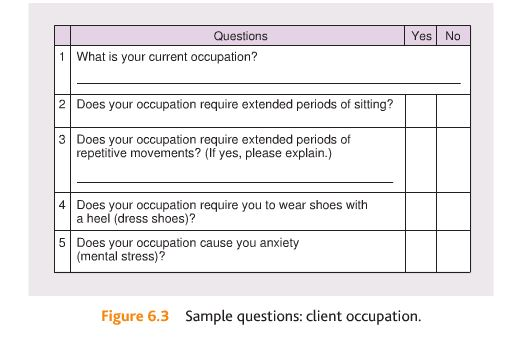 Questions Yes No
1 What is your current occupation?
2 Does your occupation require extended periods of sitting?
3 Does your occupation require extended periods of
repetitive movements? (If yes, please explain.)
4 Does your occupation require you to wear shoes with
a heel (dress shoes)?
5 Does your occupation cause you anxiety
(mental stress)?
Figure 6.3 Sample questions: client occupation.